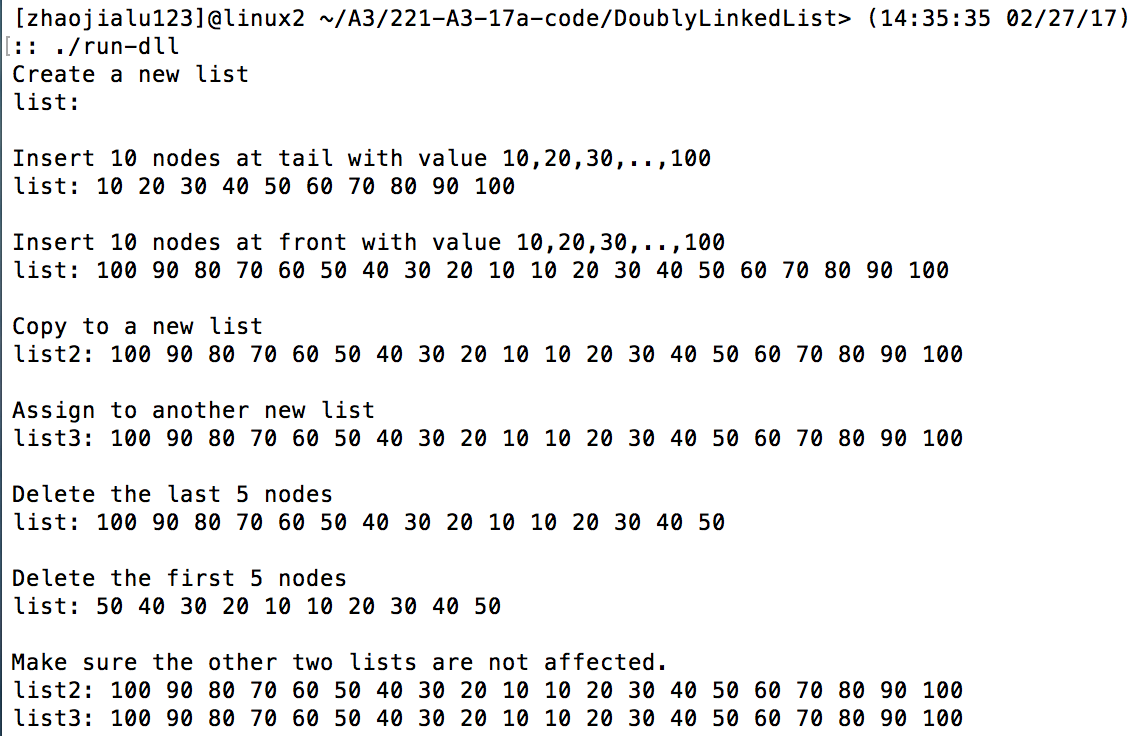 [zhaojialu123]@linux2 ~/A3/221-A3-17a-code/DoublyLinkedList> (14:35:35 02/27/17)
[:: ./run-dll
Create a new list
list:
Insert 10 nodes at tail with value 10,20,30,..,100
list: 10 20 30 40 50 60 70 80 90 100
Insert 10 nodes at front with value 10,20,30,..,100
list: 100 90 80 70 60 50 40 30 20 10 10 20 30 40 50 60 70 80 90 100
Copy to a new list
list2: 100 90 80 70 60 50 40 30 20 10 10 20 30 40 50 60 70 80 90 100
Assign to another new list
list3: 100 90 80 70 60 50 40 30 20 10 10 20 30 40 50 60 70 80 90 100
Delete the last 5 nodes
list: 100 90 80 70 60 50 40 30 20 10 10 20 30 40 50
Delete the first 5 nodes
list: 50 40 30 20 10 10 20 30 40 50
Make sure the other two lists are not affected.
list2: 100 90 80 70 60 50 40 30 20 10 10 20 30 40 50 60 70 80 90 100
list3: 100 90 80 70 60 50 40 30 20 10 10 20 30 40 50 60 70 80 90 100